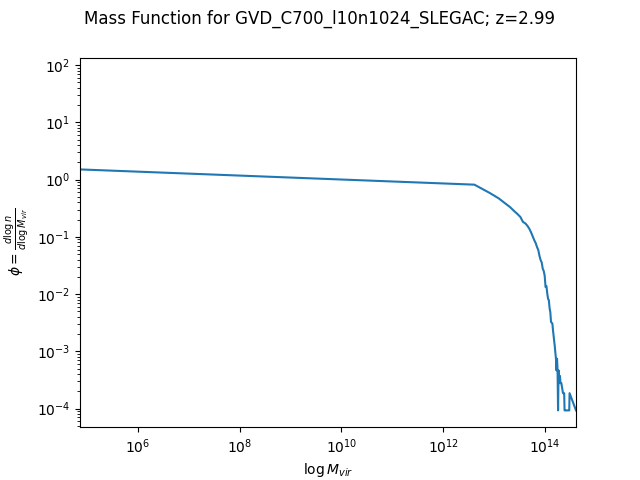 Mass Function for GVD_C700_l10n1024_SLEGAC; z=2.99
10^2
10^1
10^0
10^-1
10^-2
10^-3
10^-4
ϕ = d log n / d log M_vir
10^6 10^8 10^10 10^12 10^14
log M_vir